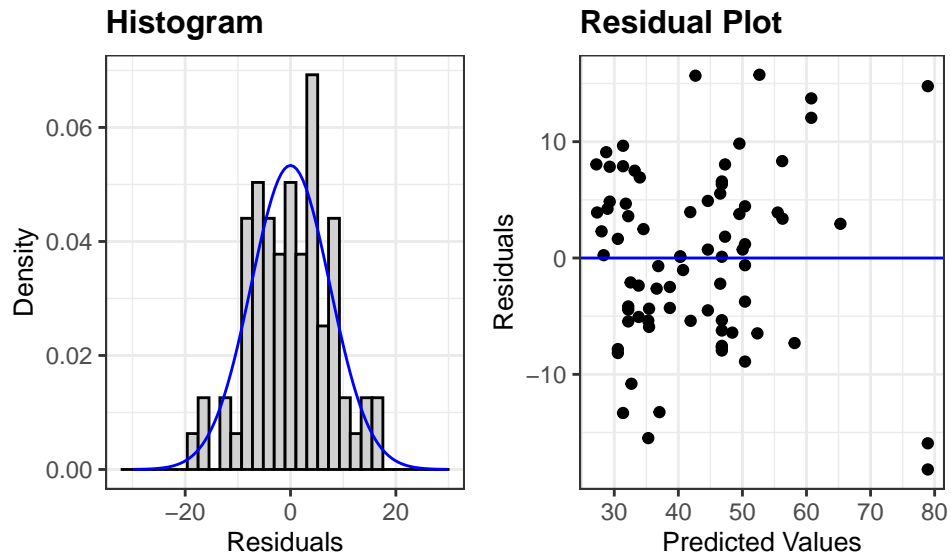 Histogram
0.06
0.04
0.02
0.00
−20
0
20
Residuals
Density
Residual Plot
10
0
−10
30
40
50
60
70
80
Predicted Values
Residuals